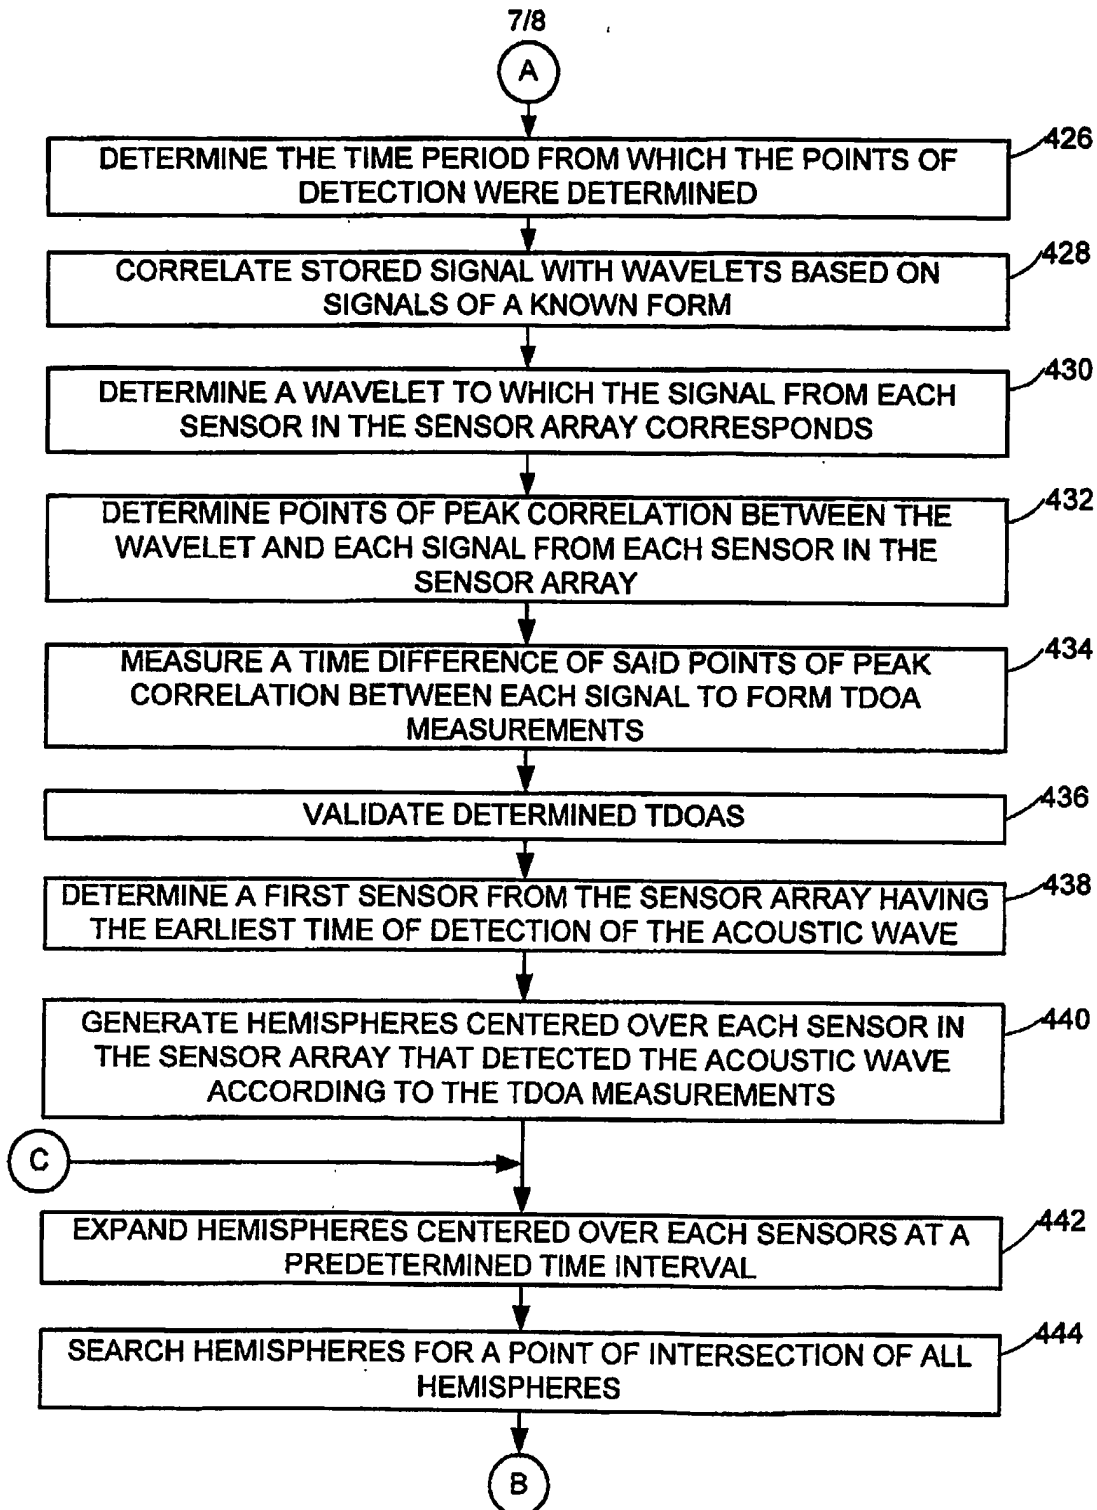 7/8
A
DETERMINE THE TIME PERIOD FROM WHICH THE POINTS OF
DETECTION WERE DETERMINED
426
CORRELATE STORED SIGNAL WITH WAVELETS BASED ON
SIGNALS OF A KNOWN FORM
428
DETERMINE A WAVELET TO WHICH THE SIGNAL FROM EACH
SENSOR IN THE SENSOR ARRAY CORRESPONDS
430
DETERMINE POINTS OF PEAK CORRELATION BETWEEN THE
WAVELET AND EACH SIGNAL FROM EACH SENSOR IN THE
SENSOR ARRAY
432
MEASURE A TIME DIFFERENCE OF SAID POINTS OF PEAK
CORRELATION BETWEEN EACH SIGNAL TO FORM TDOA
MEASUREMENTS
434
VALIDATE DETERMINED TDOAS
436
DETERMINE A FIRST SENSOR FROM THE SENSOR ARRAY HAVING
THE EARLIEST TIME OF DETECTION OF THE ACOUSTIC WAVE
438
GENERATE HEMISPHERES CENTERED OVER EACH SENSOR IN
THE SENSOR ARRAY THAT DETECTED THE ACOUSTIC WAVE
ACCORDING TO THE TDOA MEASUREMENTS
440
C
EXPAND HEMISPHERES CENTERED OVER EACH SENSORS AT A
PREDETERMINED TIME INTERVAL
442
SEARCH HEMISPHERES FOR A POINT OF INTERSECTION OF ALL
HEMISPHERES
444
B